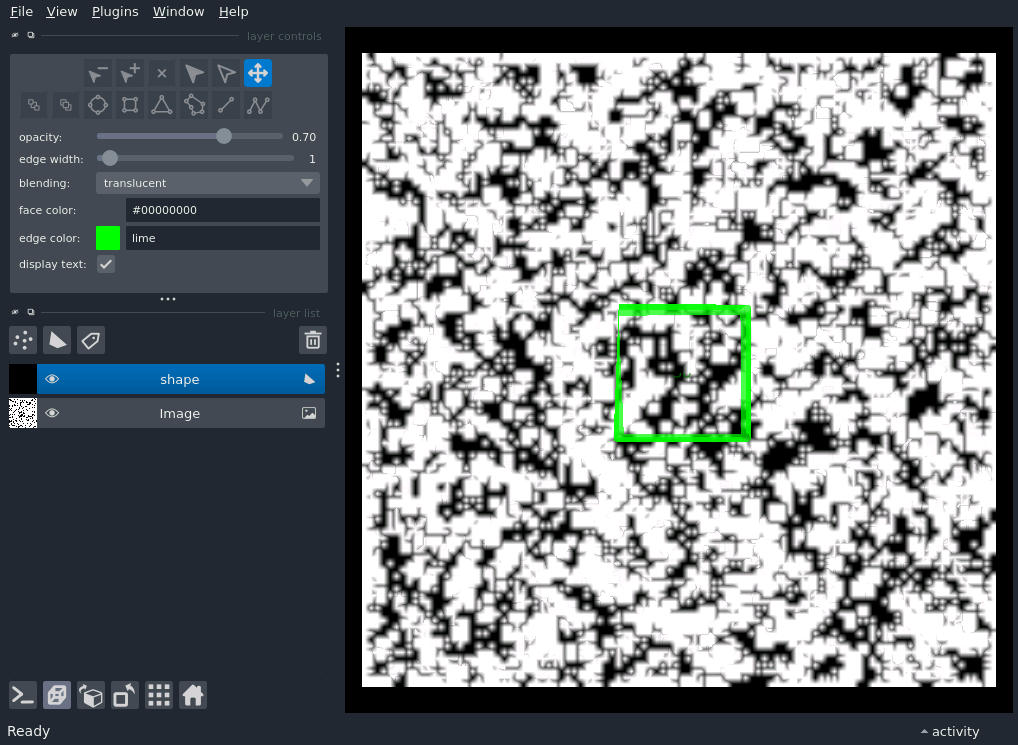 File View Plugins Window Help
layer controls
opacity: 0.70
edge width: 1
blending: translucent
face color: #00000000
edge color: lime
display text:
layer list
shape
Image
Ready activity